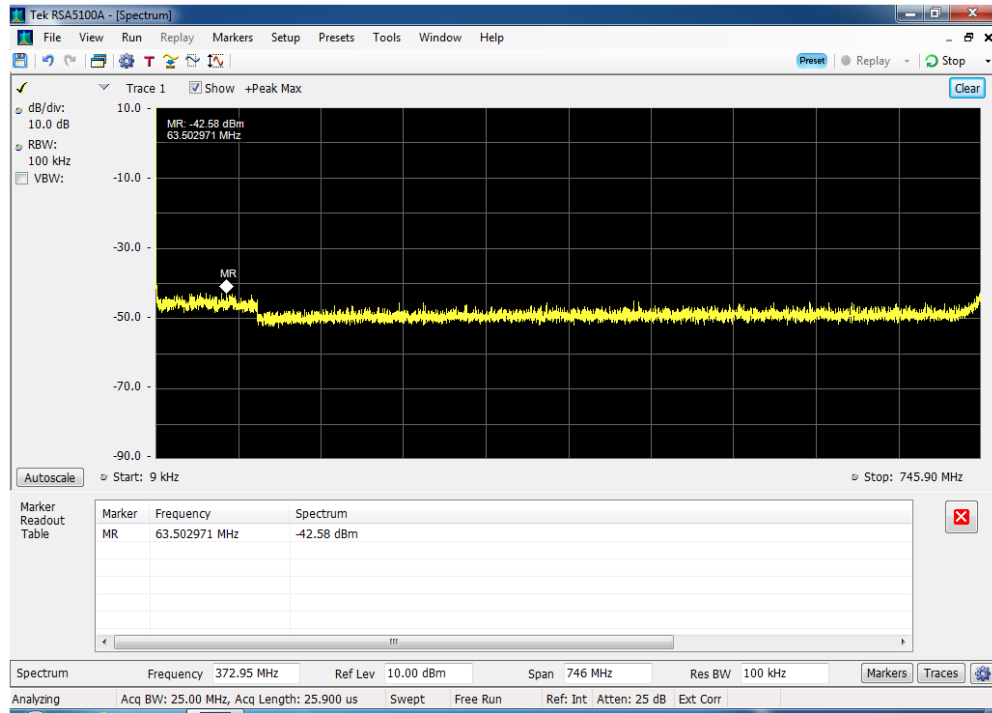 Tek RSA5100A - [Spectrum]
File View Run Replay Markers Setup Presets Tools Window Help
T Preset Replay Stop
Trace 1 Show +Peak Max Clear
dB/div:
10.0 dB
RBW:
100 kHz
VBW:
10.0 -
-10.0 -
-30.0 -
-50.0 -
-70.0 -
-90.0 -
MR: -42.58 dBm
63.502971 MHz
MR
Autoscale Start: 9 kHz Stop: 745.90 MHz
Marker
Readout
Table
Marker Frequency Spectrum
MR 63.502971 MHz -42.58 dBm
Spectrum Frequency 372.95 MHz Ref Lev 10.00 dBm Span 746 MHz Res BW 100 kHz Markers Traces
Analyzing Acq BW: 25.00 MHz, Acq Length: 25.900 us Swept Free Run Ref: Int Atten: 25 dB Ext Corr